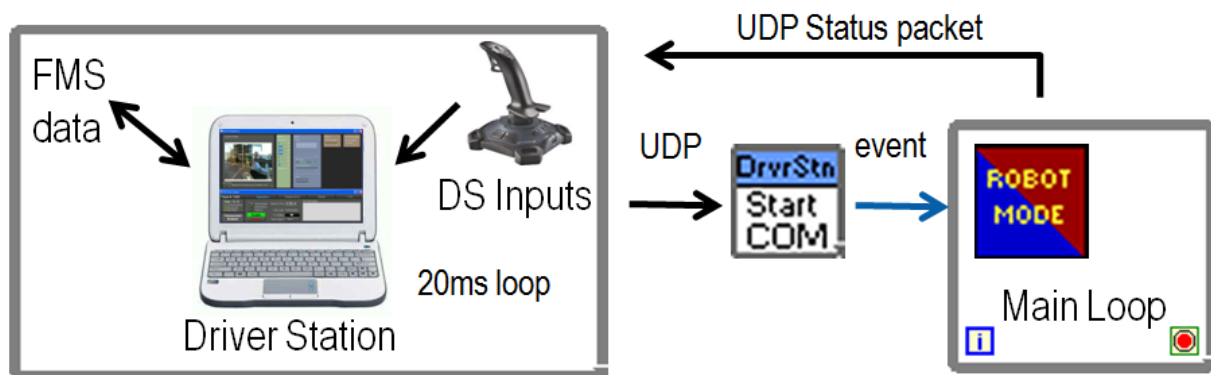 UDP Status packet
FMS
data
DS Inputs
20ms loop
Driver Station
UDP
DrvrStn
Start
COM
event
ROBOT
MODE
Main Loop
i